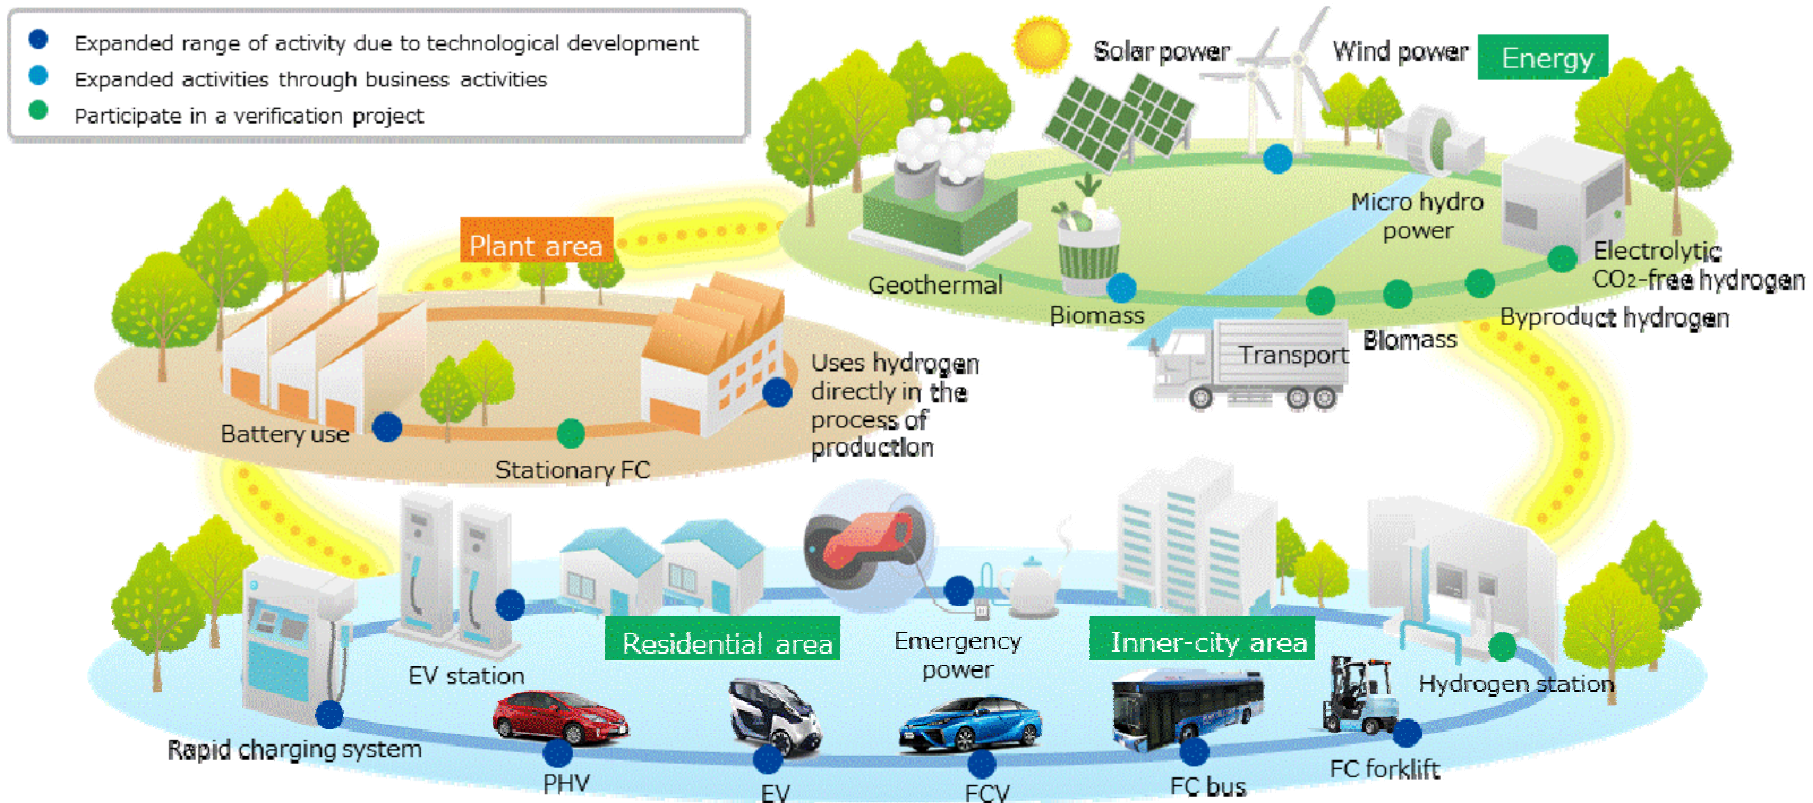 Expanded range of activity due to technological development
Expanded activities through business activities
Participate in a verification project
Solar power
Wind power
Energy
Micro hydro
power
Plant area
Geothermal
Electrolytic
CO2-free hydrogen
Biomass
Byproduct hydrogen
Biomass
Transport
Uses hydrogen
directly in the
process of
production
Battery use
Stationary FC
Residential area
Emergency
power
Inner-city area
EV station
Hydrogen station
Rapid charging system
PHV
EV
FCV
FC bus
FC forklift